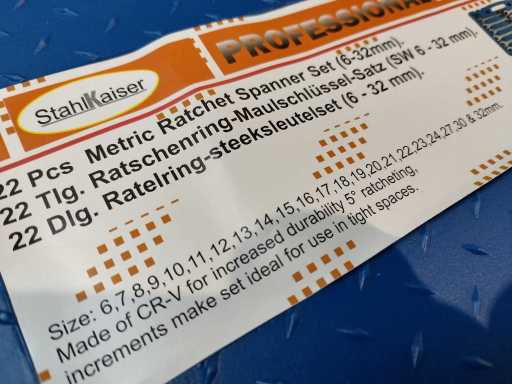 PROFESSIONAL
StahlKaiser
22 Pcs Metric Ratchet Spanner Set (6-32mm).
22 Tlg. Ratschenring-Maulschlüssel-Satz (SW 6 - 32 mm).
22 Dlg. Ratelring-steeksleutelset (6 - 32 mm).
Size: 6,7,8,9,10,11,12,13,14,15,16,17,18,19,20,21,22,23,24,27,30 & 32mm.
Made of CR-V for increased durability 5° ratcheting,
increments make set ideal for use in tight spaces.